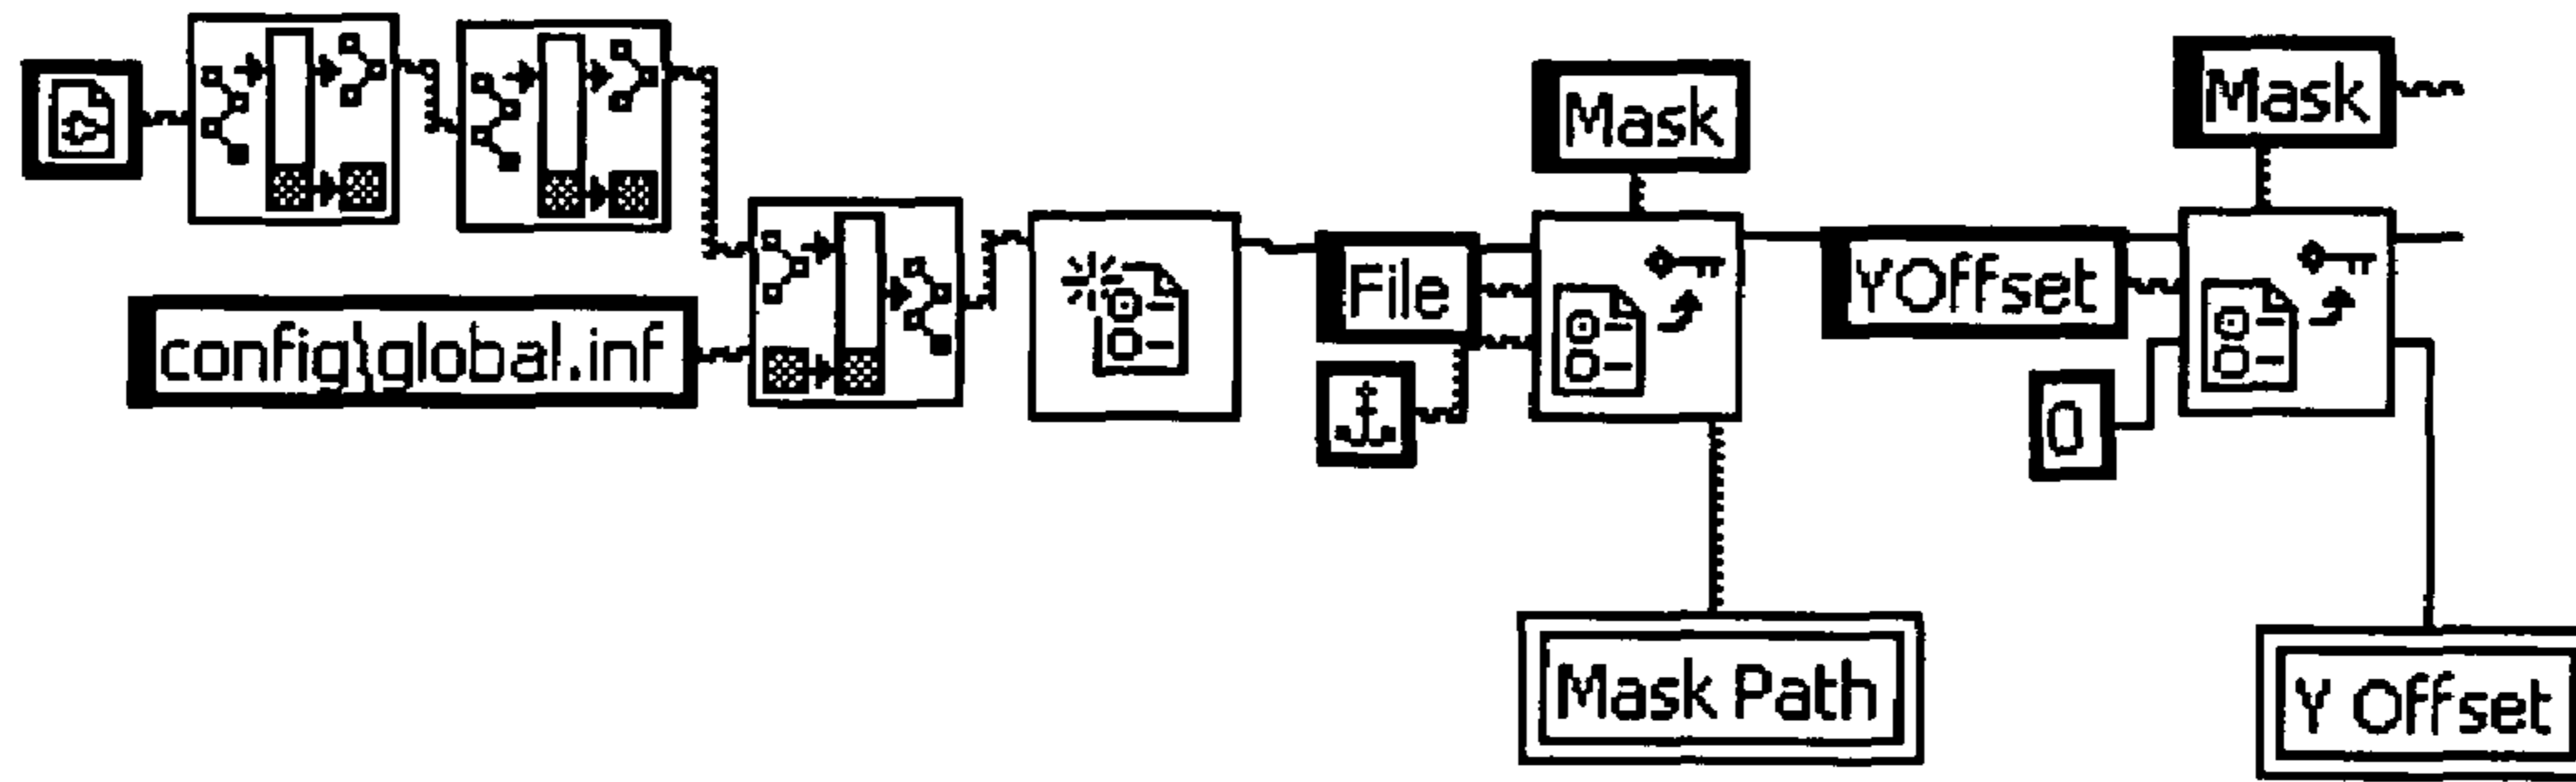 Mask
Mask
File
YOffset
config\global.inf
0
Mask Path
Y Offset